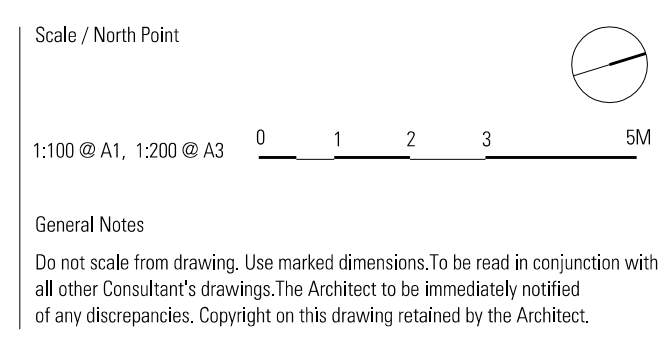 Scale / North Point
0 1 2 3 5M
1:100 @ A1, 1:200 @ A3
General Notes
Do not scale from drawing. Use marked dimensions.To be read in conjunction with
all other Consultant's drawings.The Architect to be immediately notified
of any discrepancies. Copyright on this drawing retained by the Architect.